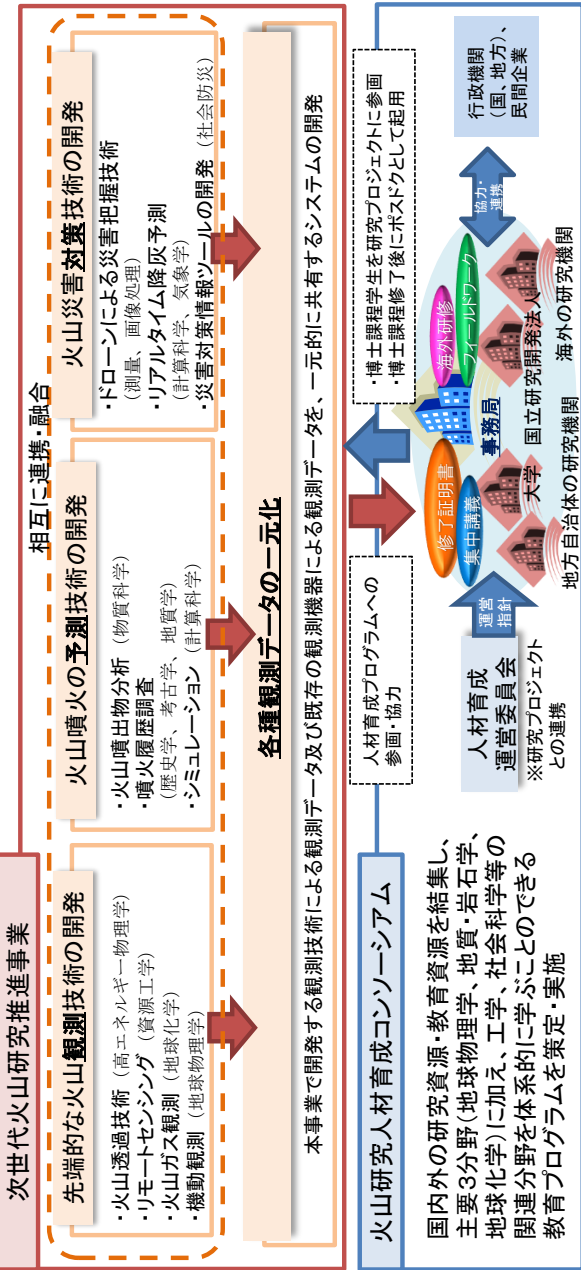 次世代火山研究推進事業
相互に連携・融合
先端的な火山観測技術の開発
・火山透過技術（高エネルギー物理学）
・リモートセンシング（資源工学）
・火山ガス観測（地球化学）
・機動観測（地球物理学）
火山噴火の予測技術の開発
・火山噴出物分析（物質科学）
・噴火履歴調査
（歴史学、考古学、地質学）
・シミュレーション（計算科学）
火山災害対策技術の開発
・ドローンによる災害把握技術
（測量、画像処理）
・リアルタイム降灰予測
（計算科学、気象学）
・災害対策情報ツールの開発（社会防災）
各種観測データの一元化
本事業で開発する観測技術による観測データ及び既存の観測機器による観測データを、一元的に共有するシステムの開発
人材育成プログラムへの
参画・協力
・博士課程学生を研究プロジェクトに参画
・博士課程修了後にポスドクとして起用
火山研究人材育成コンソーシアム
国内外の研究資源・教育資源を結集し、
主要3分野（地球物理学、地質・岩石学、
地球化学）に加え、工学、社会科学等の
関連分野を体系的に学ぶことのできる
教育プログラムを策定・実施
人材育成
運営委員会
※研究プロジェクト
との連携
運営
指針
修了証明書
集中講義
事務局
海外研修
フィールドワーク
大学
国立研究開発法人
地方自治体の研究機関
海外の研究機関
協力・
連携
行政機関
（国、地方）、
民間企業